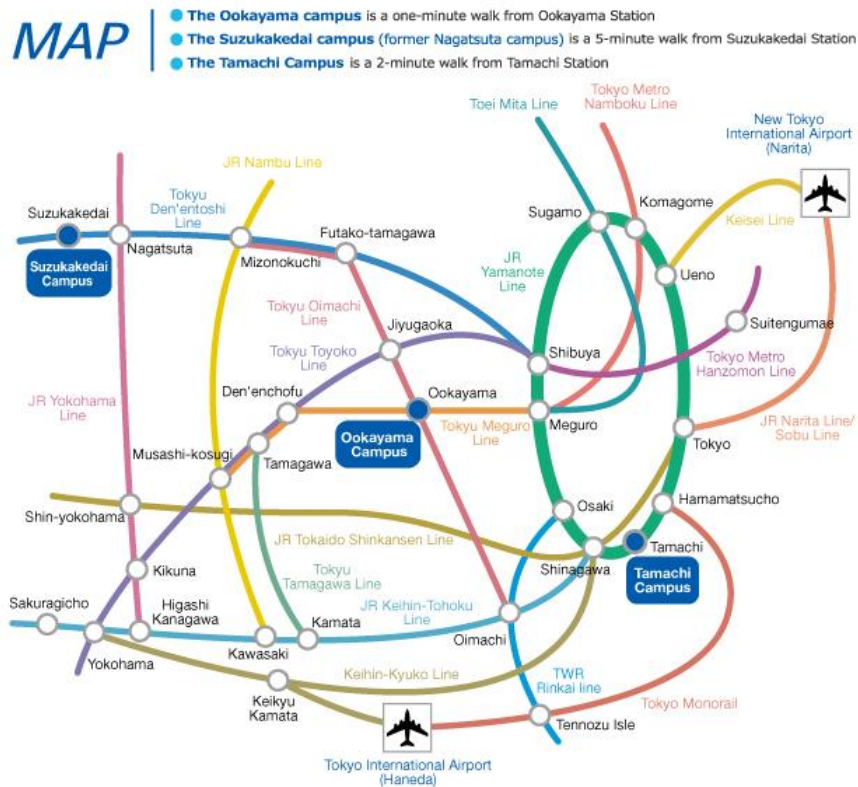 MAP
The Ookayama campus is a one-minute walk from Ookayama Station
The Suzukakedai campus (former Nagatsuta campus) is a 5-minute walk from Suzukakedai Station
The Tamachi Campus is a 2-minute walk from Tamachi Station
Toei Mita Line
Tokyo Metro
Namboku Line
New Tokyo
International Airport
(Narita)
JR Nambu Line
Suzukakedai
Tokyu
Den'entoshi
Line
Futako-tamagawa
Sugamo
Komagome
Keisei Line
Nagatsuta
Mizonokuchi
Suzukakedai
Campus
JR
Yamanote
Line
Ueno
Tokyu Oimachi
Line
Jiyugaoka
Suitengumae
Tokyu Toyoko
Line
Shibuya
Tokyo Metro
Hanzomon Line
Den'enchofu
Ookayama
JR Yokohama
Line
Ookayama
Campus
Tokyu Meguro
Line
Meguro
JR Narita Line/
Sobu Line
Tokyo
Musashi-kosugi
Tamagawa
Shin-yokohama
Osaki
Hamamatsucho
JR Tokaido Shinkansen Line
Shinagawa
Tamachi
Tamachi
Campus
Kikuna
Tokyu
Tamagawa Line
Sakuragicho
Higashi
Kanagawa
Kamata
JR Keihin-Tohoku
Line
Oimachi
Yokohama
Kawasaki
Keihin-Kyuko Line
TWR
Rinkai line
Keikyu
Kamata
Tokyo Monorail
Tennozu Isle
Tokyo International Airport
(Haneda)